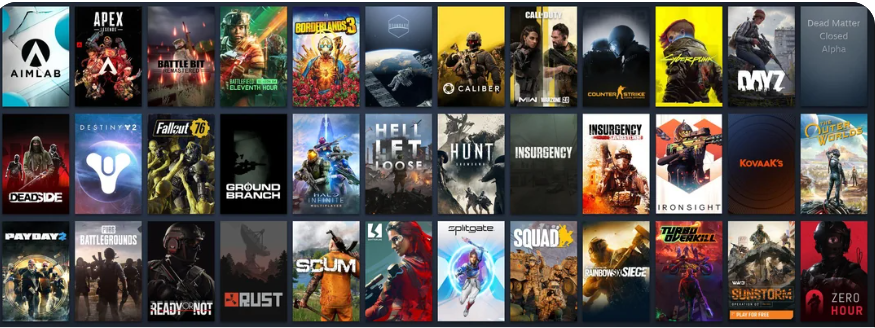 AIMLAB
APEX
LEGENDS
BATTLE BIT
REMASTERED
BATTLEFIELD
ELEVENTH HOUR
BORDERLANDS 3
CALIBER
CALL OF DUTY
MWII WARZONE 2.0
COUNTER STRIKE
CYBERPUNK
DAYZ
Dead Matter
Closed
Alpha
DEADSIDE
DESTINY 2
Fallout
76
GROUND
BRANCH
HALO
INFINITE
MULTIPLAYER
HELL
LET
LOOSE
HUNT
SHOWDOWN
INSURGENCY
INSURGENCY
SANDSTORM
IRONSIGHT
KOVAAK'S
THE
OUTER
WORLDS
PAYDAY 2
PUBG
BATTLEGROUNDS
READY OR NOT
RUST
SCUM
splitgate
SQUAD
RAINBOW SIX SIEGE
TURBO
OVERKILL
WWIII
SUNSTORM
PLAY FOR FREE
ZERO
HOUR